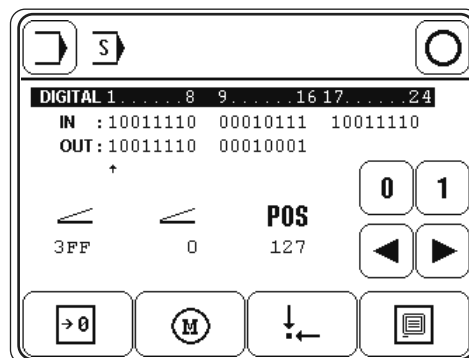 S
DIGITAL 1......8 9......16 17......24
IN :10011110 00010111 10011110
OUT:10011110 00010001
↑
0 1
POS
3FF 0 127
→0 M